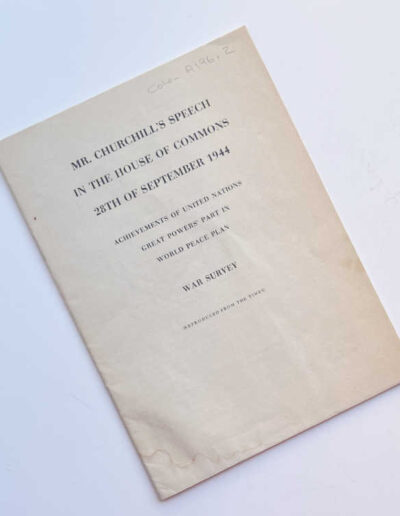 MR. CHURCHILL'S SPEECH
IN THE HOUSE OF COMMONS
28TH OF SEPTEMBER 1944
ACHIEVEMENTS OF UNITED NATIONS
GREAT POWERS' PART IN
WORLD PEACE PLAN
WAR SURVEY
(REPRODUCED FROM THE TIMES)